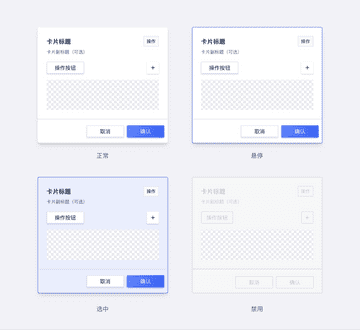 卡片标题 操作
卡片副标题（可选）
操作按钮 +
取消 确认
正常
卡片标题 操作
卡片副标题（可选）
操作按钮 +
取消 确认
悬停
卡片标题 操作
卡片副标题（可选）
操作按钮 +
取消 确认
选中
卡片标题 操作
卡片副标题（可选）
操作按钮
取消 确认
禁用